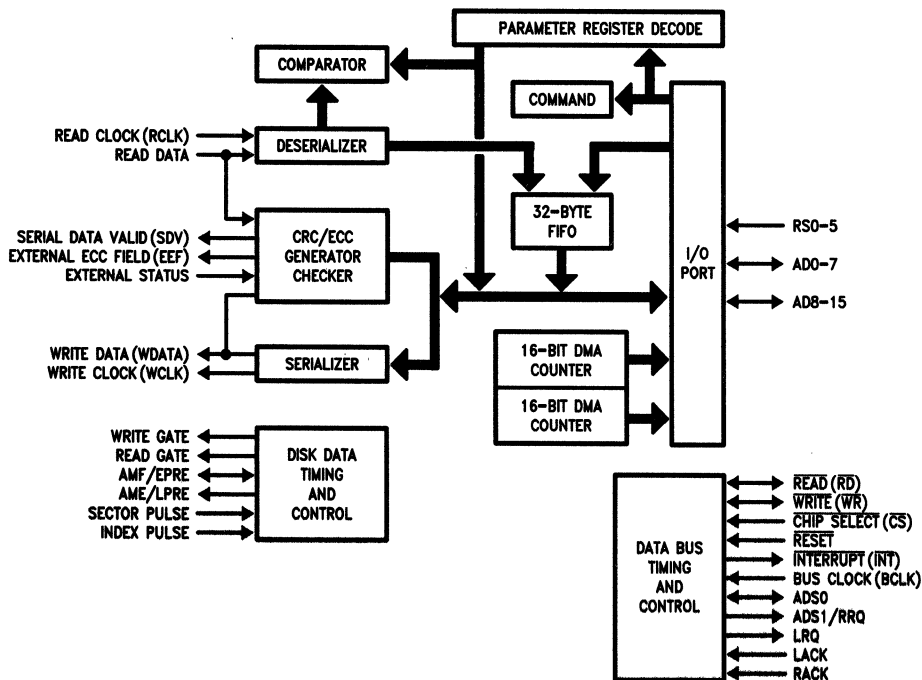 PARAMETER REGISTER DECODE
COMPARATOR
COMMAND
READ CLOCK (RCLK)
READ DATA
DESERIALIZER
32-BYTE
FIFO
I/O
PORT
RS0-5
AD0-7
AD8-15
SERIAL DATA VALID (SDV)
EXTERNAL ECC FIELD (EEF)
EXTERNAL STATUS
CRC/ECC
GENERATOR
CHECKER
WRITE DATA (WDATA)
WRITE CLOCK (WCLK)
SERIALIZER
16-BIT DMA
COUNTER
16-BIT DMA
COUNTER
WRITE GATE
READ GATE
AMF/EPRE
AME/LPRE
SECTOR PULSE
INDEX PULSE
DISK DATA
TIMING
AND
CONTROL
DATA BUS
TIMING
AND
CONTROL
READ (RD)
WRITE (WR)
CHIP SELECT (CS)
RESET
INTERRUPT (INT)
BUS CLOCK (BCLK)
ADS0
ADS1/RRQ
LRQ
LACK
RACK